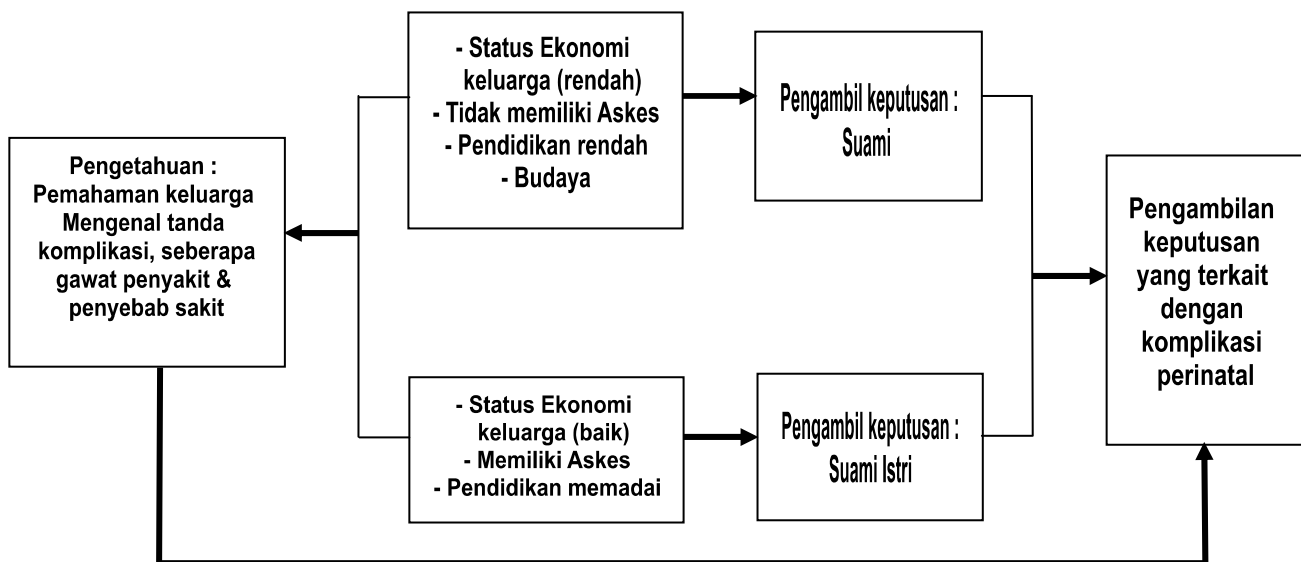 Pengetahuan :
Pemahaman keluarga
Mengenal tanda
komplikasi, seberapa
gawat penyakit &
penyebab sakit
- Status Ekonomi
keluarga (rendah)
- Tidak memiliki Askes
- Pendidikan rendah
- Budaya
Pengambil keputusan :
Suami
- Status Ekonomi
keluarga (baik)
- Memiliki Askes
- Pendidikan memadai
Pengambil keputusan :
Suami Istri
Pengambilan
keputusan
yang terkait
dengan
komplikasi
perinatal